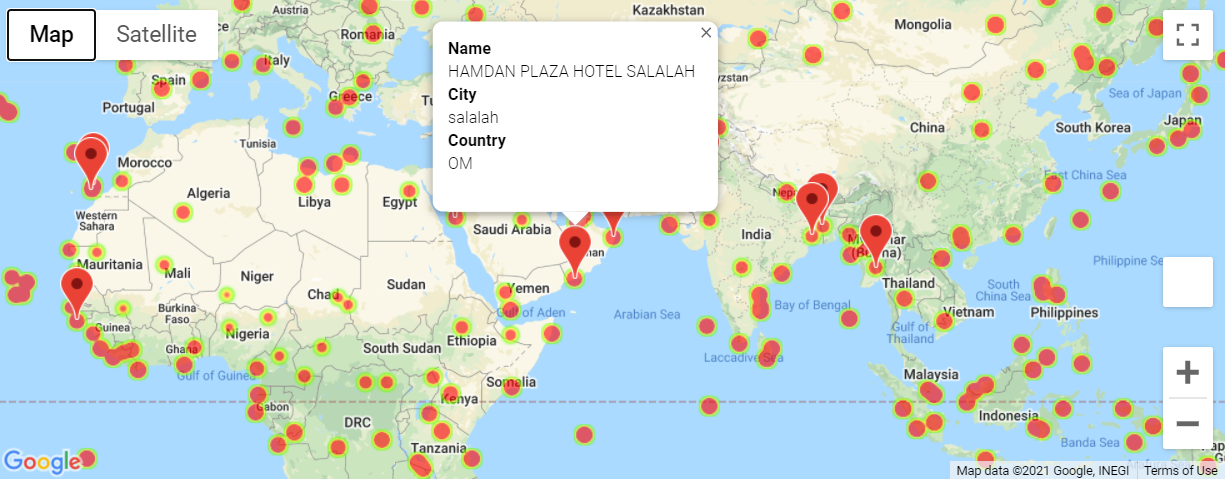 Map
Satellite
Name
HAMDAN PLAZA HOTEL SALALAH
City
salalah
Country
OM
Kazakhstan
Mongolia
Romania
Italy
Spain
Greece
Portugal
Sea of Japan
Japan
South Korea
China
Tunisia
Morocco
Algeria
Libya
Egypt
East China Sea
Western
Sahara
Saudi Arabia
India
Mauritania
Mali
Niger
Chad
Sudan
Yemen
Gulf of Aden
Arabian Sea
Bay of Bengal
(Burma)
Thailand
Philippine Se
South
China Sea
Vietnam
Philippines
Gulf of
Thailand
Burkina
Faso
Guinea
Ghana
Nigeria
South Sudan
Ethiopia
Somalia
Laccadive Sea
Malaysia
Gulf of Guinea
Gabon
Kenya
DRC
Tanzania
Indonesia
Banda Sea
Google
Map data ©2021 Google, INEGI
Terms of Use